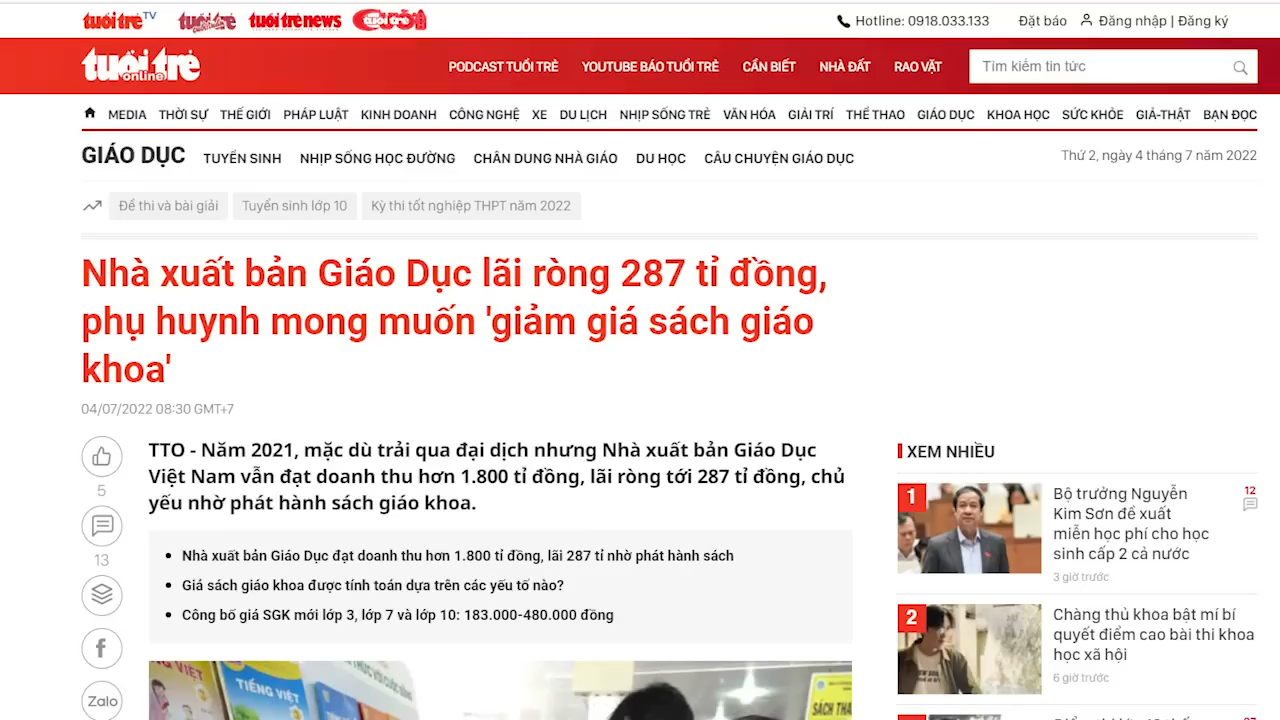 tuổi trẻ TV tuổi trẻ tuổi trẻ news CƯỜI tuổi trẻ Hotline: 0918.033.133 Đặt báo Đăng nhập | Đăng ký
tuổi trẻ online PODCAST TUỔI TRẺ YOUTUBE BÁO TUỔI TRẺ CẦN BIẾT NHÀ ĐẤT RAO VẶT Tìm kiếm tin tức
MEDIA THỜI SỰ THẾ GIỚI PHÁP LUẬT KINH DOANH CÔNG NGHỆ XE DU LỊCH NHỊP SỐNG TRẺ VĂN HÓA GIẢI TRÍ THỂ THAO GIÁO DỤC KHOA HỌC SỨC KHỎE GIẢ-THẬT BẠN ĐỌC
GIÁO DỤC TUYỂN SINH NHỊP SỐNG HỌC ĐƯỜNG CHÂN DUNG NHÀ GIÁO DU HỌC CÂU CHUYỆN GIÁO DỤC Thứ 2, ngày 4 tháng 7 năm 2022
Đề thi và bài giải Tuyển sinh lớp 10 Kỳ thi tốt nghiệp THPT năm 2022
Nhà xuất bản Giáo Dục lãi ròng 287 tỉ đồng,
phụ huynh mong muốn 'giảm giá sách giáo
khoa'
04/07/2022 08:30 GMT+7
5
13
Zalo
TTO - Năm 2021, mặc dù trải qua đại dịch nhưng Nhà xuất bản Giáo Dục
Việt Nam vẫn đạt doanh thu hơn 1.800 tỉ đồng, lãi ròng tới 287 tỉ đồng, chủ
yếu nhờ phát hành sách giáo khoa.
Nhà xuất bản Giáo Dục đạt doanh thu hơn 1.800 tỉ đồng, lãi 287 tỉ nhờ phát hành sách
Giá sách giáo khoa được tính toán dựa trên các yếu tố nào?
Công bố giá SGK mới lớp 3, lớp 7 và lớp 10: 183.000-480.000 đồng
TIẾNG VIỆT
XEM NHIỀU
1
Bộ trưởng Nguyễn
Kim Sơn đề xuất
miễn học phí cho học
sinh cấp 2 cả nước
12
3 giờ trước
2
Chàng thủ khoa bật mí bí
quyết điểm cao bài thi khoa
học xã hội
6 giờ trước